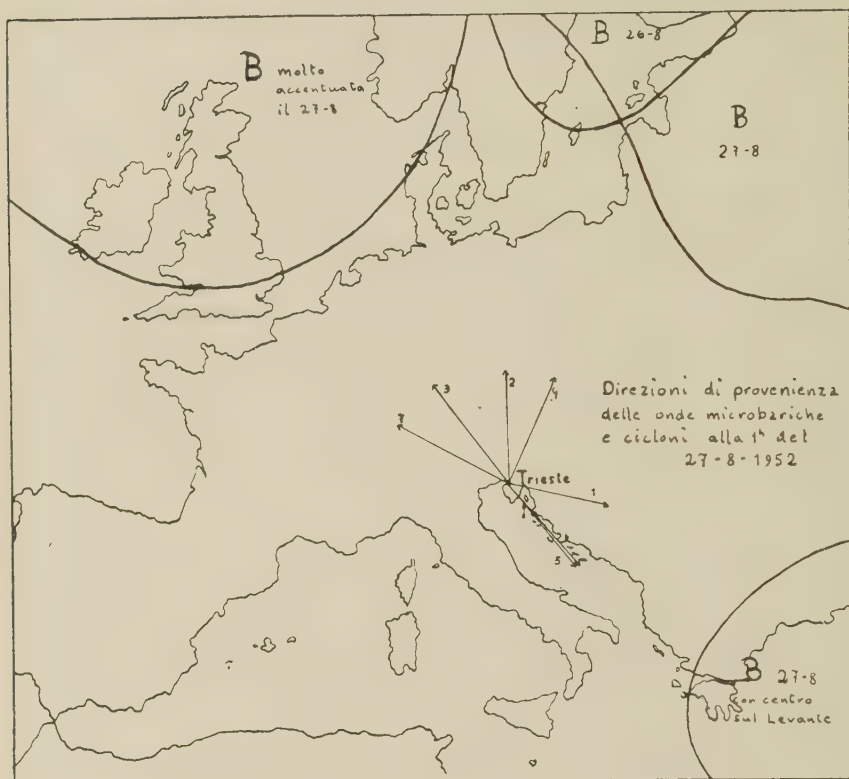 B molto
accentuata
il 27-8
B 26-8
B
27-8
3
2
4
7
Direzioni di provenienza
delle onde microbariche
e cicloni alla 1ʰ del
27-8-1952
Trieste
1
5
B 27-8
con centro
sul Levante